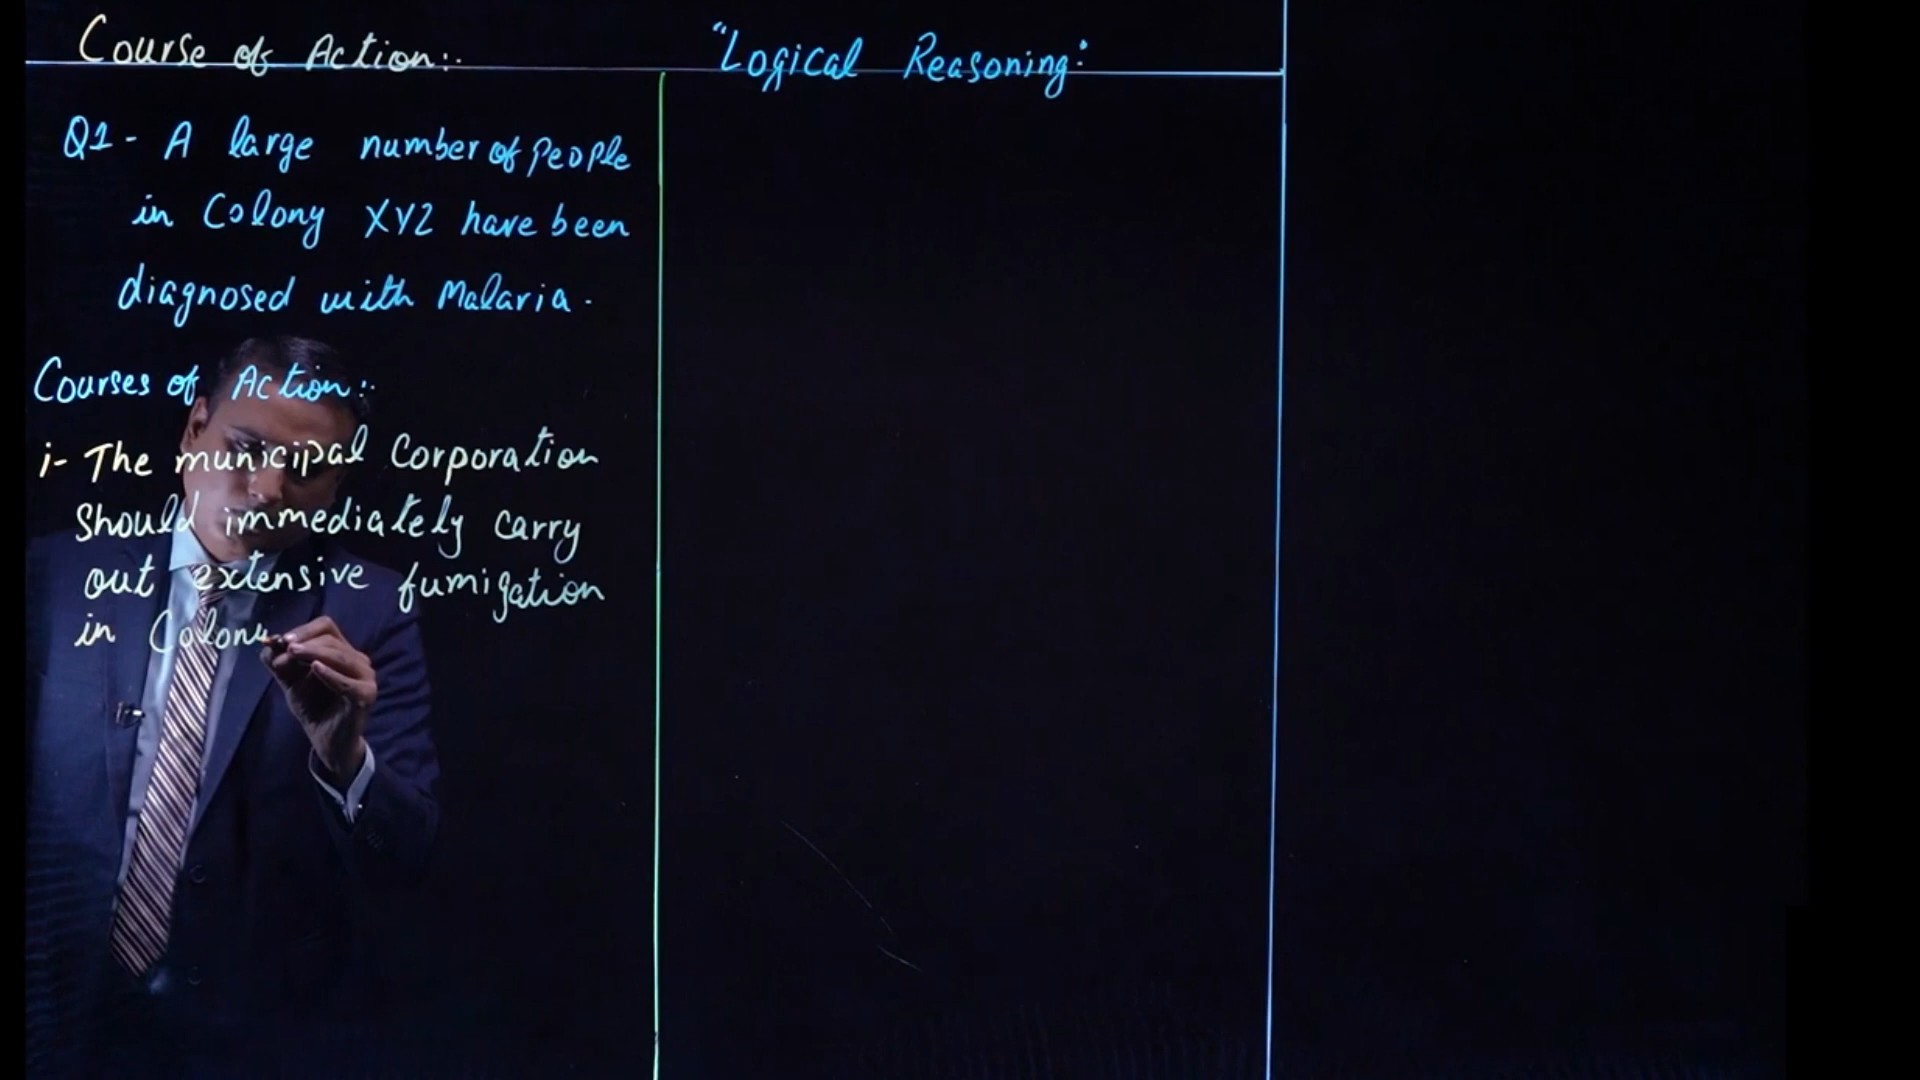 Course of Action:-
"Logical Reasoning:"
Q1- A large number of people
in Colony XYZ have been
diagnosed with Malaria.
Courses of Action:-
i- The municipal Corporation
Should immediately carry
out extensive fumigation
in Colony